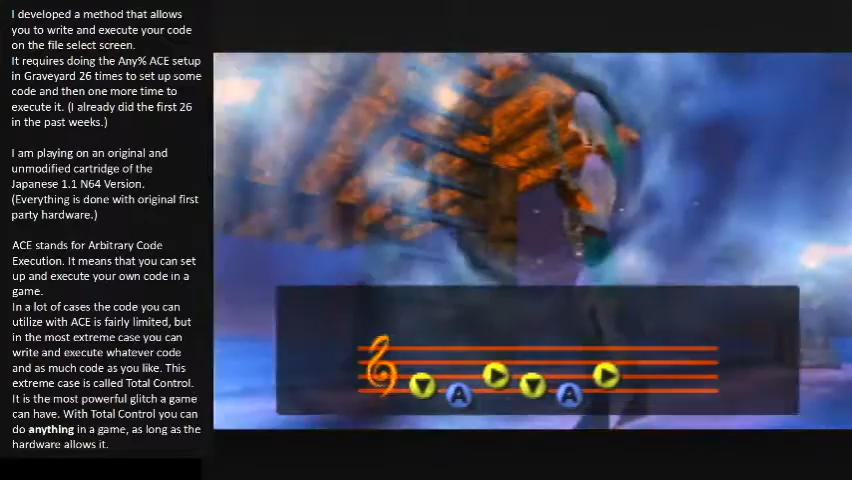 I developed a method that allows
you to write and execute your code
on the file select screen.
It requires doing the Any% ACE setup
in Graveyard 26 times to set up some
code and then one more time to
execute it. (I already did the first 26
in the past weeks.)
I am playing on an original and
unmodified cartridge of the
Japanese 1.1 N64 Version.
(Everything is done with original first
party hardware.)
ACE stands for Arbitrary Code
Execution. It means that you can set
up and execute your own code in a
game.
In a lot of cases the code you can
utilize with ACE is fairly limited, but
in the most extreme case you can
write and execute whatever code
and as much code as you like. This
extreme case is called Total Control.
It is the most powerful glitch a game
can have. With Total Control you can
do anything in a game, as long as the
hardware allows it.
A A